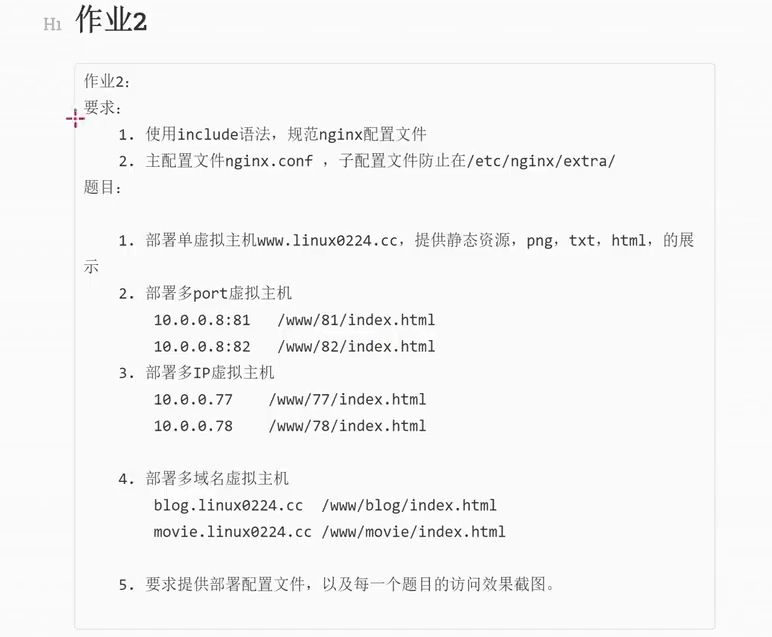 H1 作业2
作业2:
要求:
1. 使用include语法，规范nginx配置文件
2. 主配置文件nginx.conf ，子配置文件防止在/etc/nginx/extra/
题目:
1. 部署单虚拟主机www.linux0224.cc，提供静态资源，png，txt，html，的展
示
2. 部署多port虚拟主机
10.0.0.8:81 /www/81/index.html
10.0.0.8:82 /www/82/index.html
3. 部署多IP虚拟主机
10.0.0.77 /www/77/index.html
10.0.0.78 /www/78/index.html
4. 部署多域名虚拟主机
blog.linux0224.cc /www/blog/index.html
movie.linux0224.cc /www/movie/index.html
5. 要求提供部署配置文件，以及每一个题目的访问效果截图。